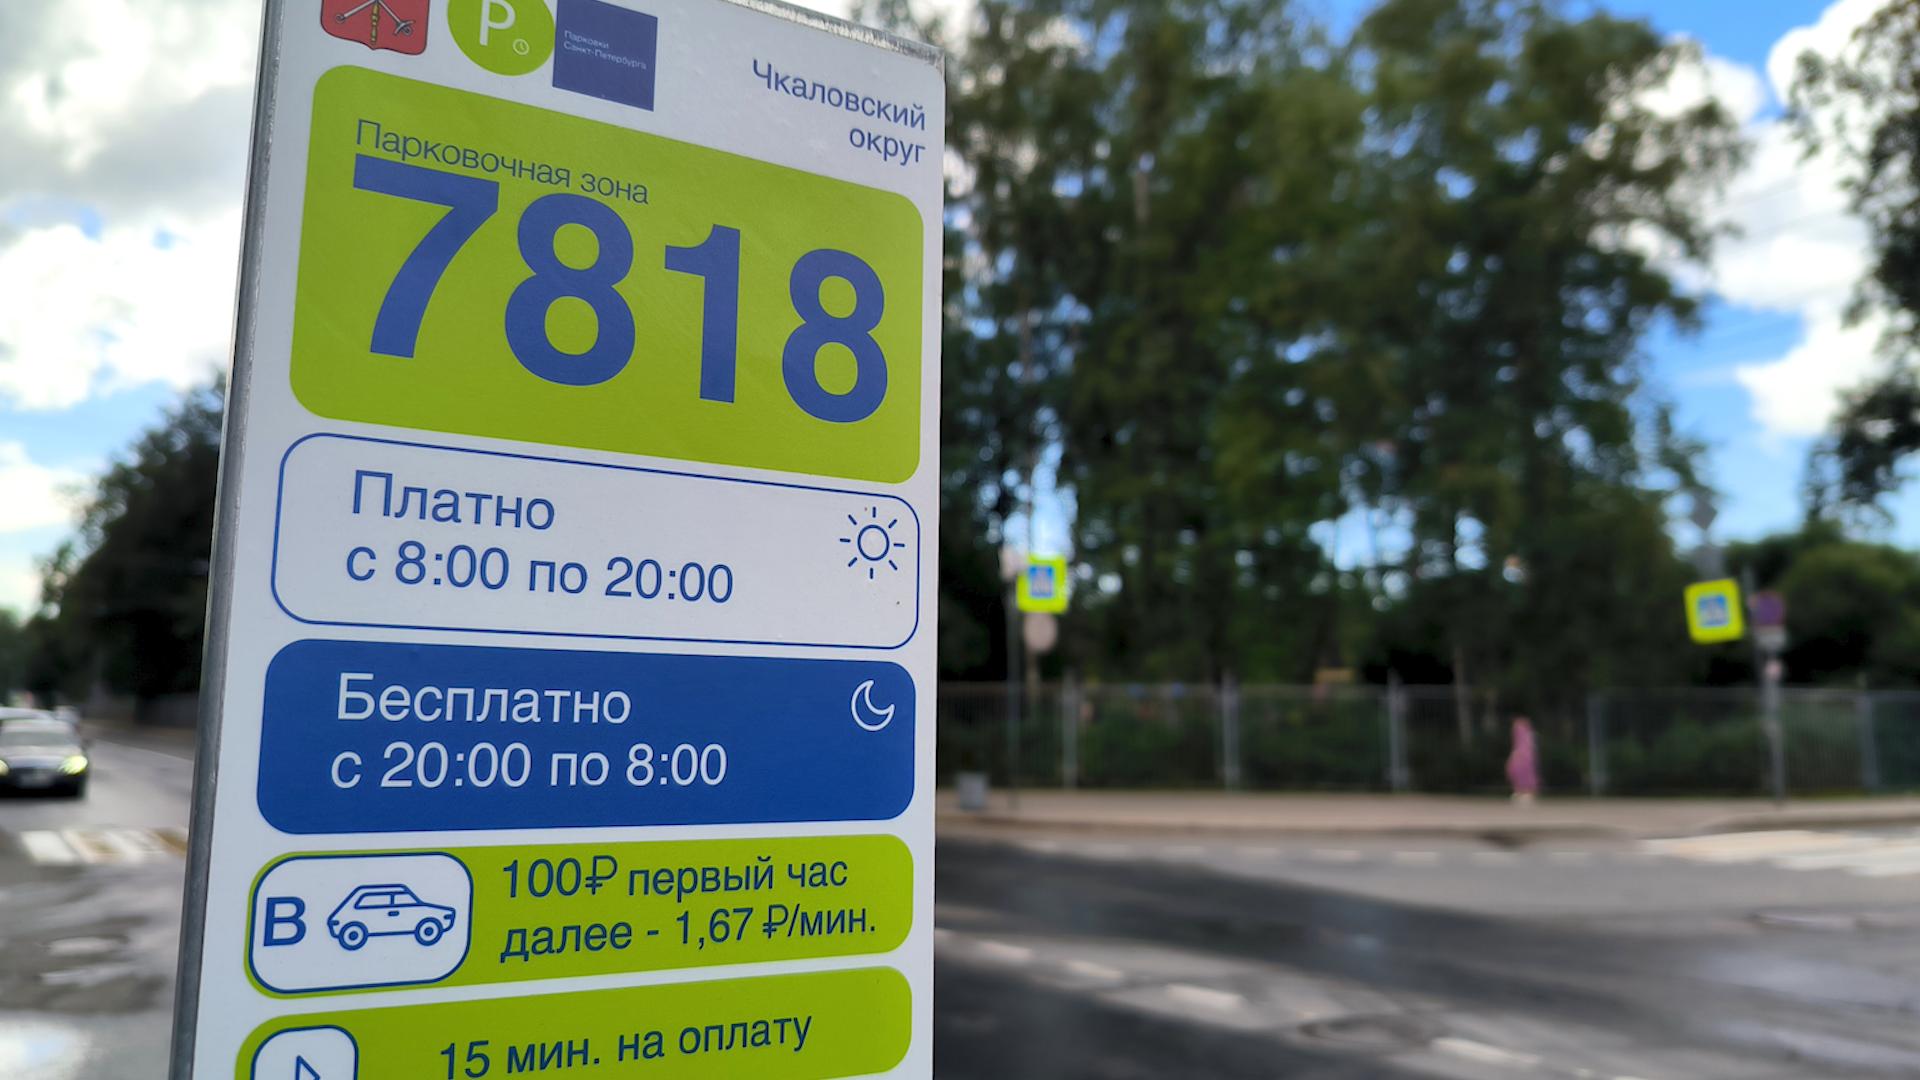 P
Парковки
Санкт-Петербурга
Чкаловский
округ
Парковочная зона
7818
Платно
с 8:00 по 20:00
Бесплатно
с 20:00 по 8:00
B
100₽ первый час
далее - 1,67 ₽/мин.
15 мин. на оплату